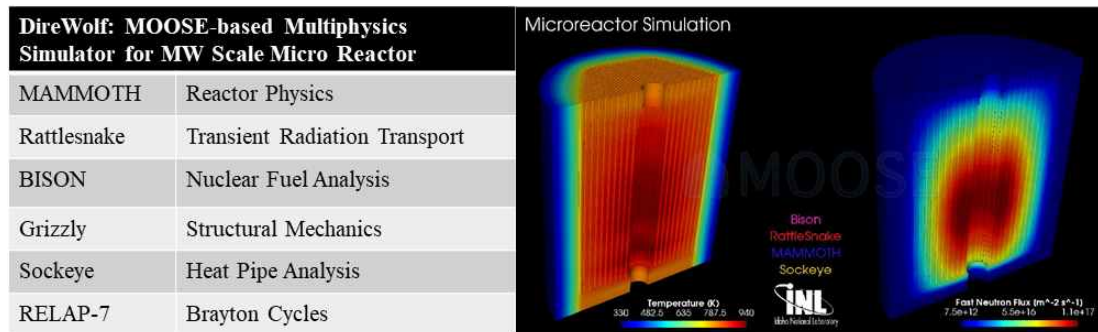 DireWolf: MOOSE-based Multiphysics
Simulator for MW Scale Micro Reactor
MAMMOTH Reactor Physics
Rattlesnake Transient Radiation Transport
BISON Nuclear Fuel Analysis
Grizzly Structural Mechanics
Sockeye Heat Pipe Analysis
RELAP-7 Brayton Cycles
Microreactor Simulation
MOOSE
Bison
RattleSnake
MAMMOTH
Sockeye
INL
Idaho National Laboratory
Temperature (K)
330 482.5 635 787.5 940
Fast Neutron Flux (m^-2 s^-1)
7.5e+12 5.5e+16 1.1e+17